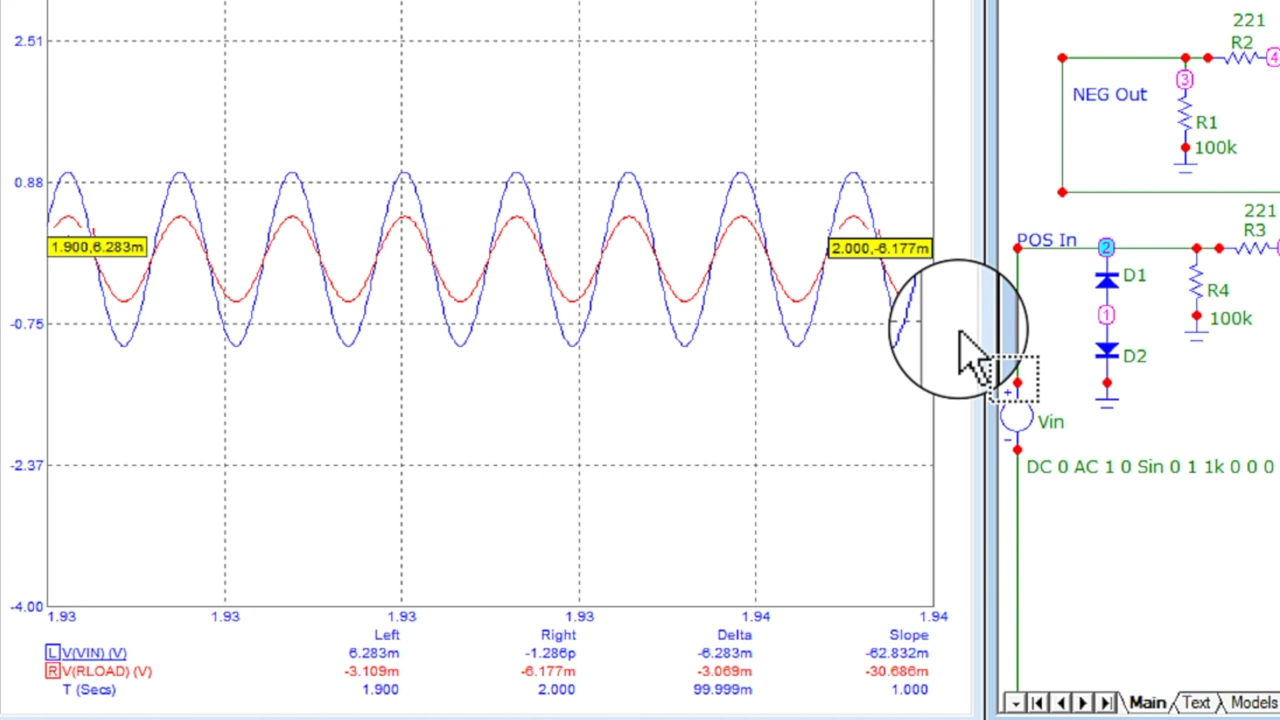 2.51
0.88
-0.75
-2.37
-4.00
1.900,6.283m
2.000,-6.177m
1.93 1.93 1.93 1.93 1.94 1.94
Left Right Delta Slope
L V(VIN) (V) 6.283m -1.286p -6.283m -62.832m
R V(RLOAD) (V) -3.109m -6.177m -3.069m -30.686m
T (Secs) 1.900 2.000 99.999m 1.000
221
R2
4
3
NEG Out
R1
100k
221
R3
POS In
2
D1
R4
1
100k
D2
+
Vin
-
DC 0 AC 1 0 Sin 0 1 1k 0 0 0
Main Text Models